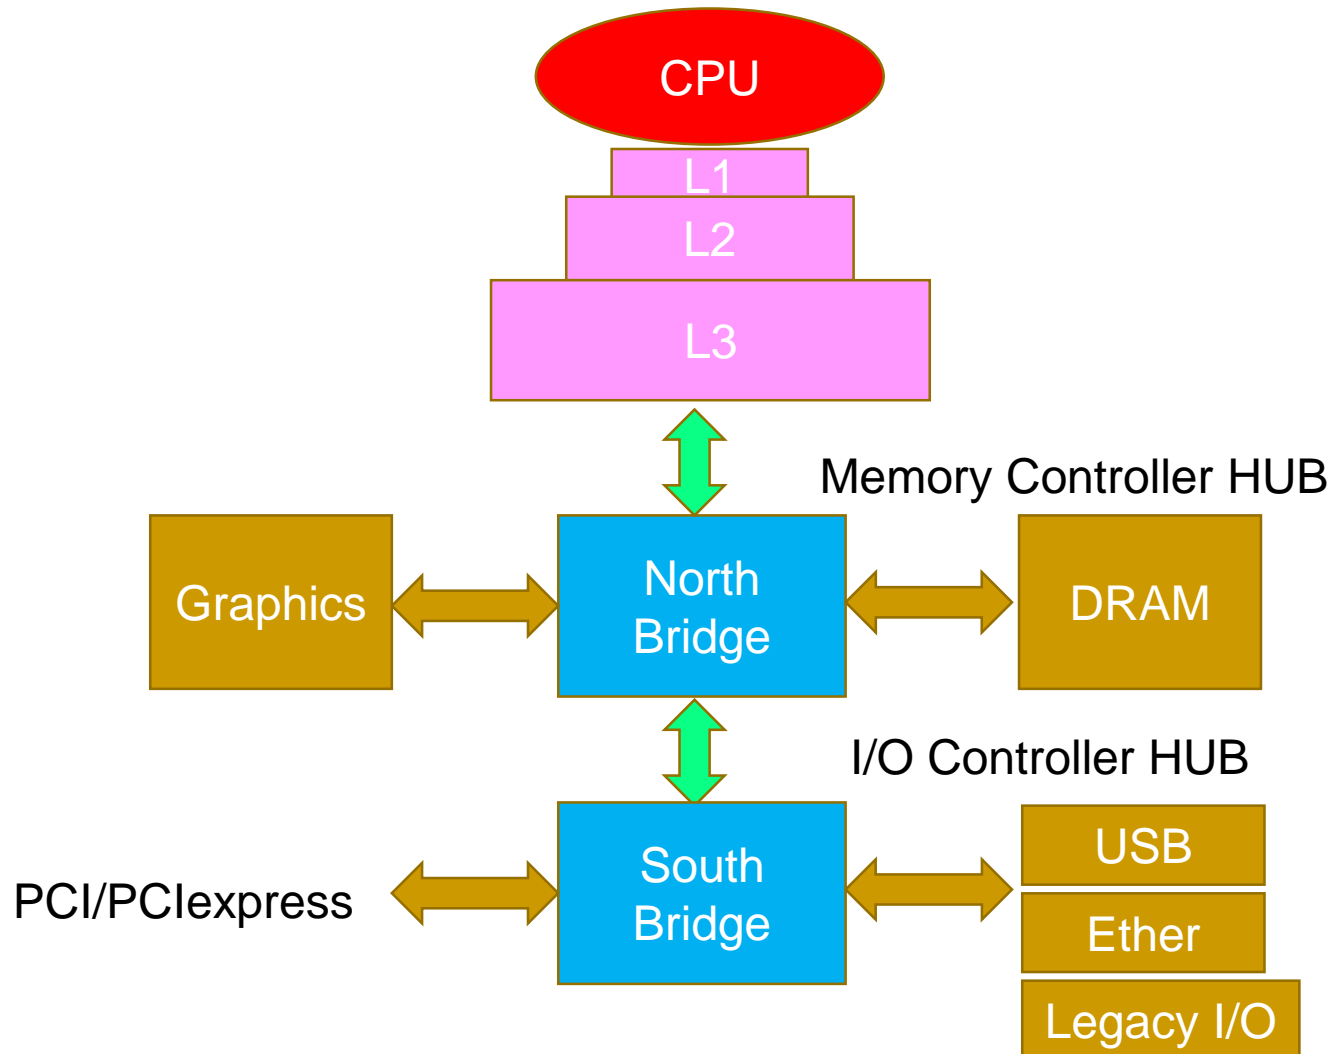 CPU
L1
L2
L3
Memory Controller HUB
Graphics
North
Bridge
DRAM
I/O Controller HUB
PCI/PCIexpress
South
Bridge
USB
Ether
Legacy I/O